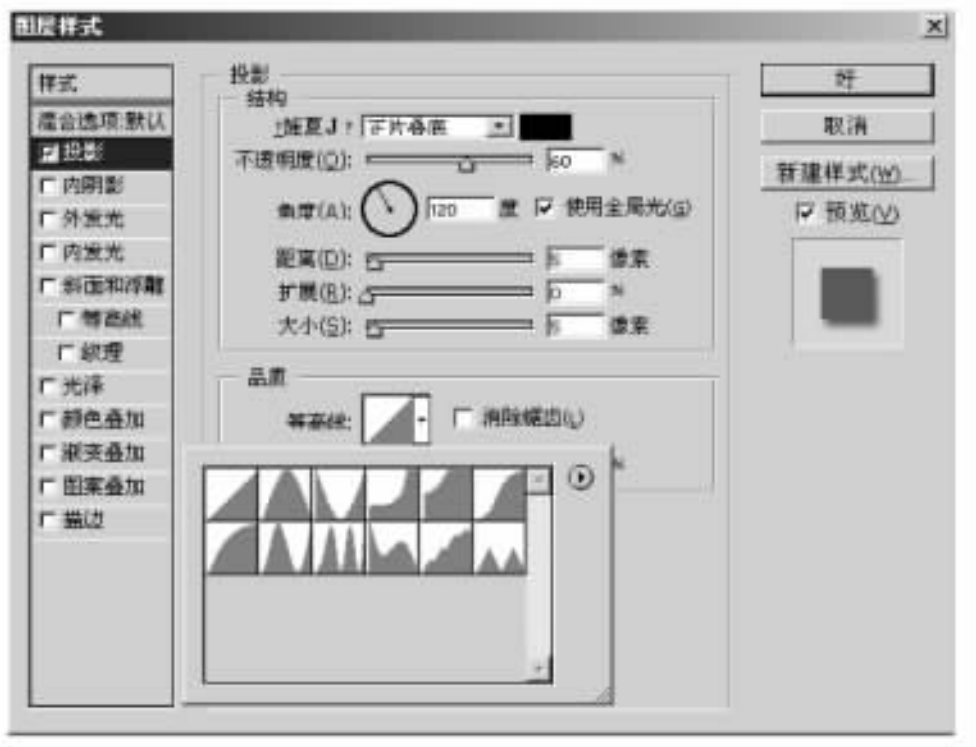 图层样式
样式
混合选项:默认
投影
内阴影
外发光
内发光
斜面和浮雕
等高线
纹理
光泽
颜色叠加
渐变叠加
图案叠加
描边
投影
结构
正片叠底
不透明度(O): 60 %
角度(A): 120 度 使用全局光(G)
距离(D): 5 像素
扩展(R): 0 %
大小(S): 5 像素
品质
等高线: 消除锯齿(L)
%
好
取消
新建样式(W)...
预览(V)